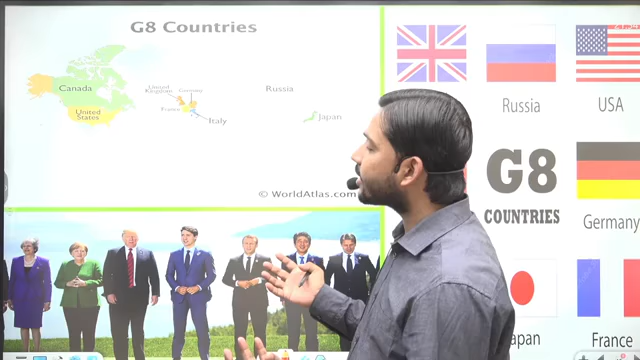 G8 Countries
Canada
United
States
United
Kingdom
Germany
France
Italy
Russia
Japan
© WorldAtlas.com
Russia
USA
G8
COUNTRIES
Germany
apan
France